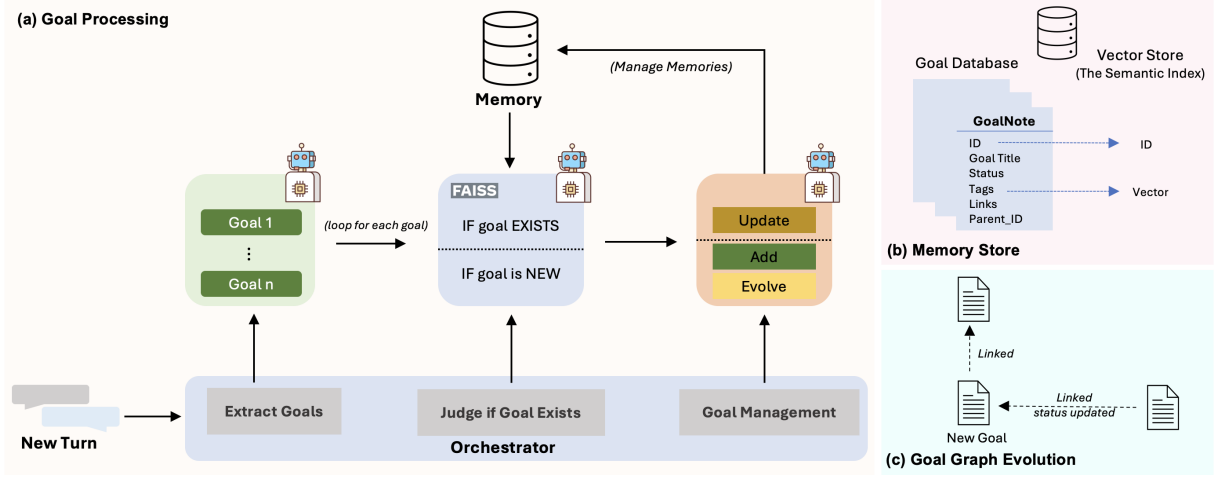 (a) Goal Processing
Memory
(Manage Memories)
Goal 1
Goal n
(loop for each goal)
FAISS
IF goal EXISTS
IF goal is NEW
Update
Add
Evolve
New Turn
Extract Goals
Judge if Goal Exists
Goal Management
Orchestrator
Goal Database
Vector Store
(The Semantic Index)
GoalNote
ID
Goal Title
Status
Tags
Links
Parent_ID
ID
Vector
(b) Memory Store
Linked
Linked
status updated
New Goal
(c) Goal Graph Evolution